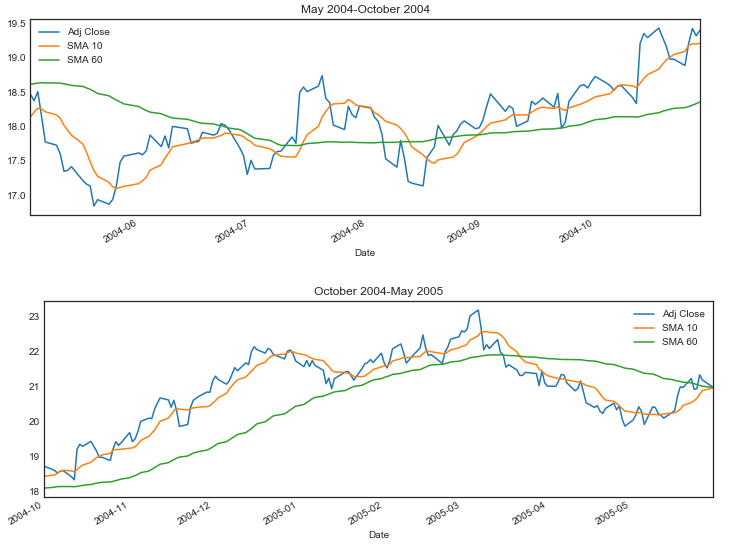 May 2004-October 2004
19.5
19.0
18.5
18.0
17.5
17.0
Adj Close
SMA 10
SMA 60
2004-06
2004-07
2004-08
2004-09
2004-10
Date
October 2004-May 2005
23
22
21
20
19
18
Adj Close
SMA 10
SMA 60
2004-10
2004-11
2004-12
2005-01
2005-02
2005-03
2005-04
2005-05
Date